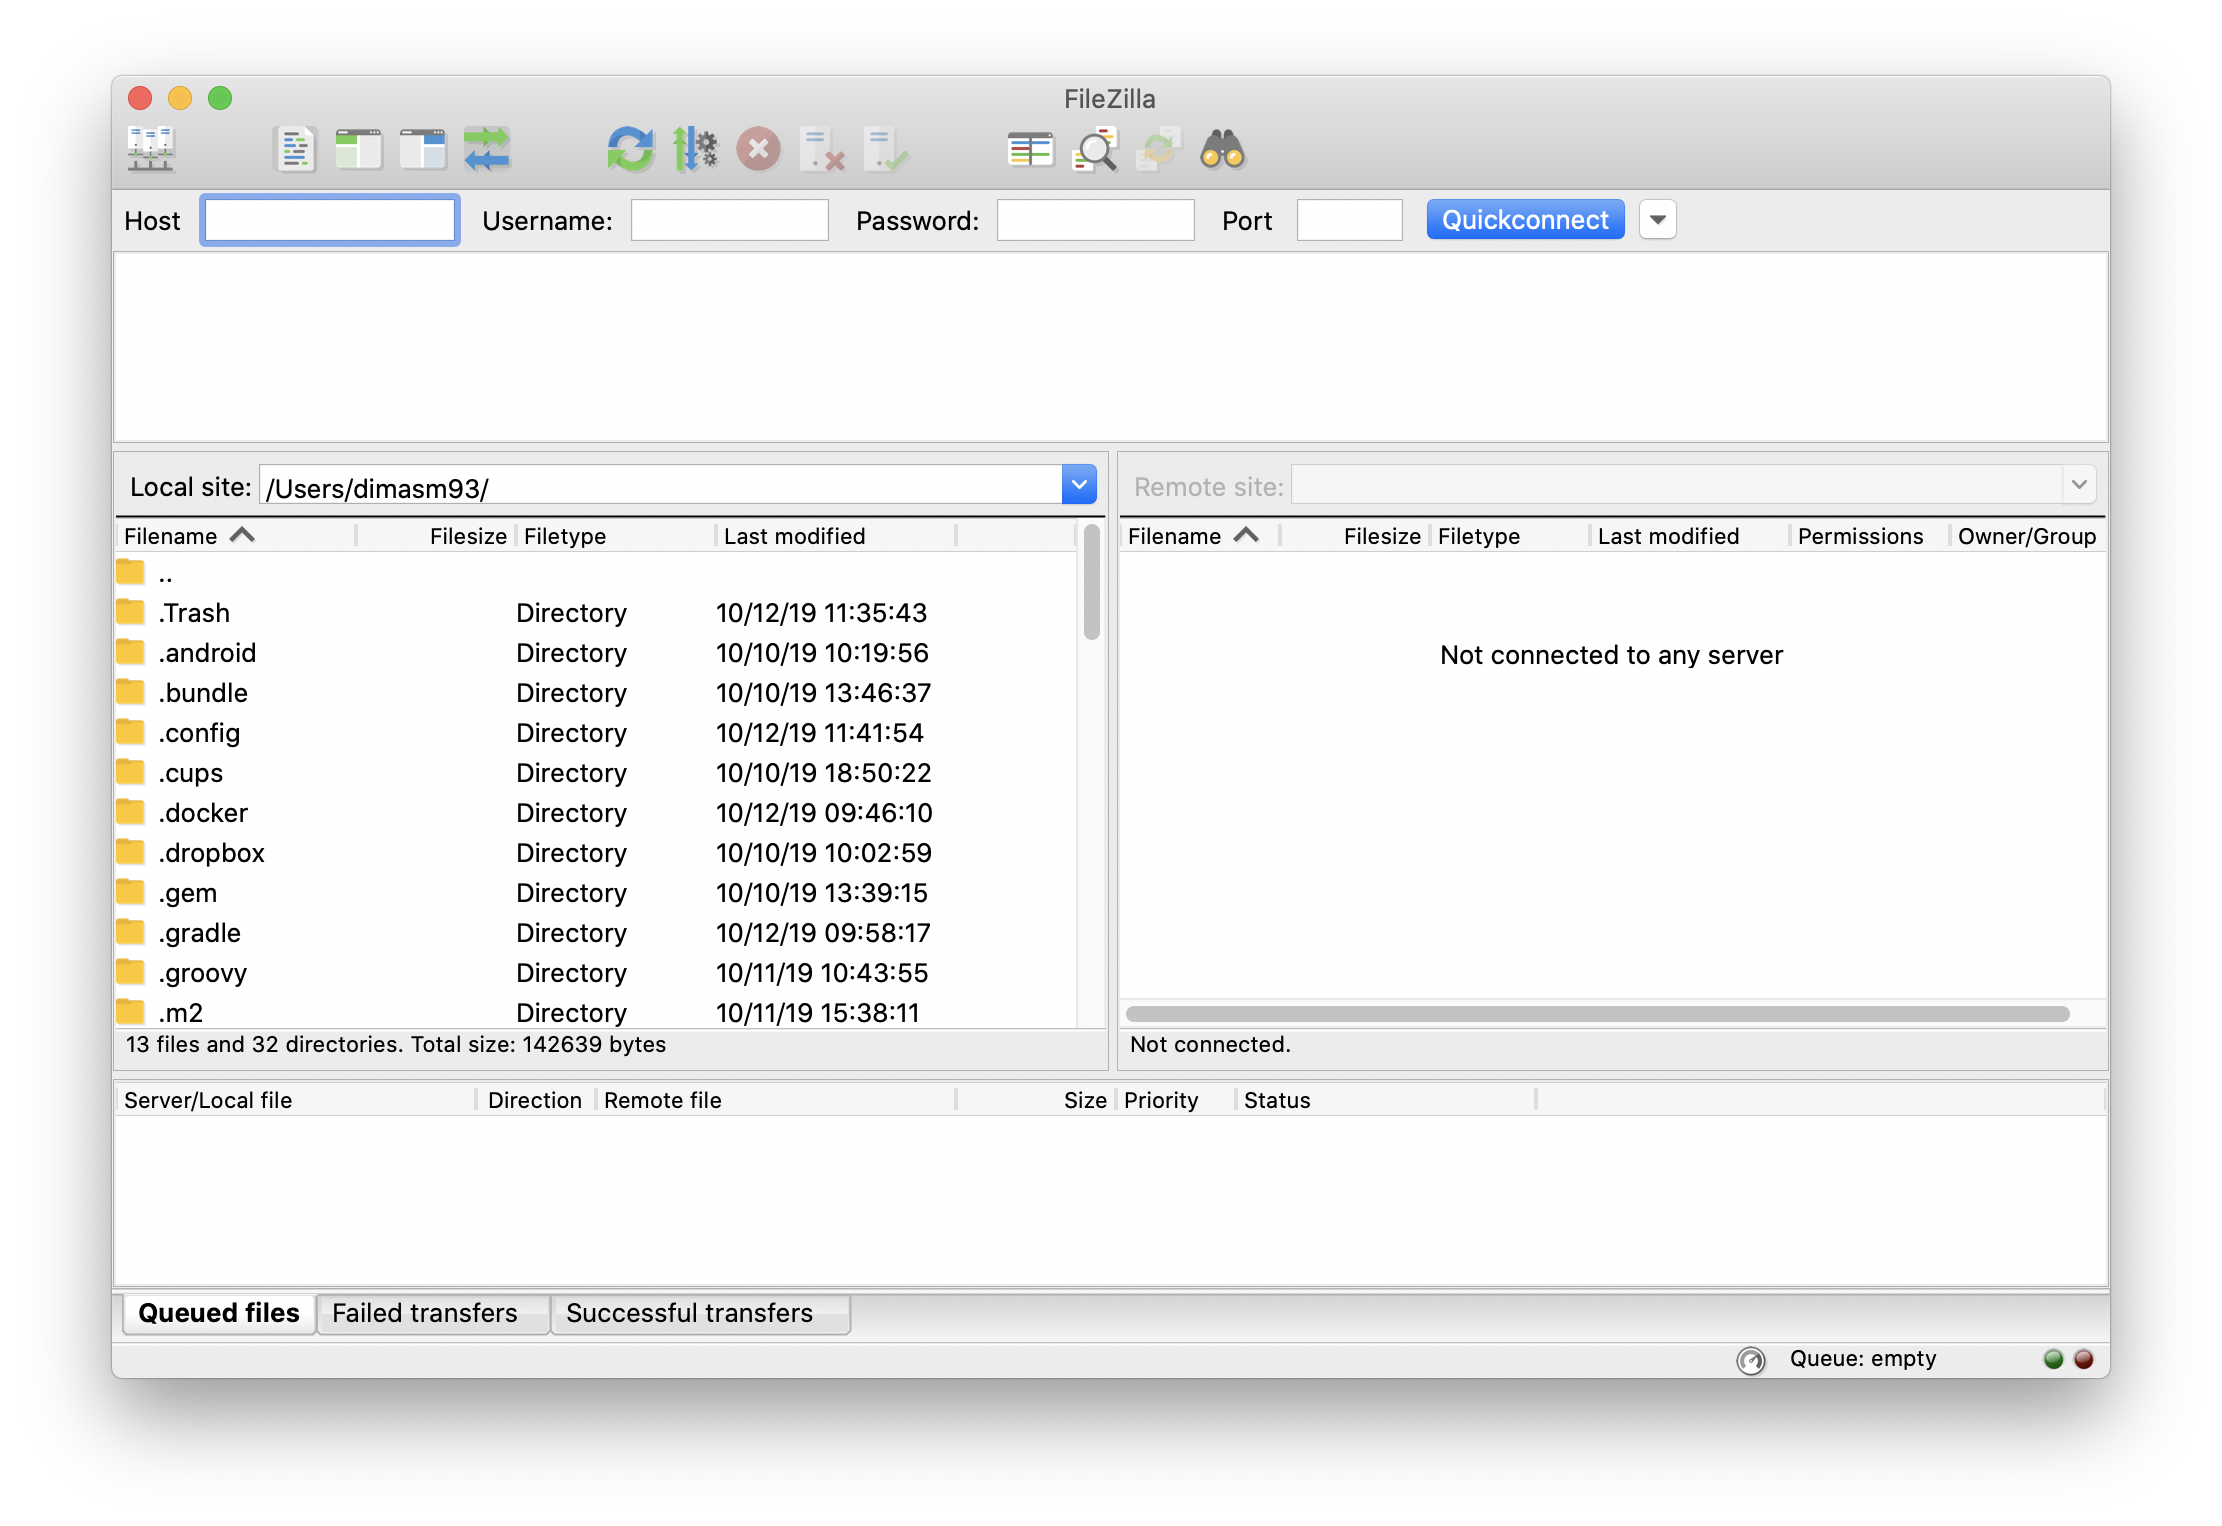 FileZilla
Host Username: Password: Port Quickconnect
Local site: /Users/dimasm93/
Filename Filesize Filetype Last modified
..
.Trash Directory 10/12/19 11:35:43
.android Directory 10/10/19 10:19:56
.bundle Directory 10/10/19 13:46:37
.config Directory 10/12/19 11:41:54
.cups Directory 10/10/19 18:50:22
.docker Directory 10/12/19 09:46:10
.dropbox Directory 10/10/19 10:02:59
.gem Directory 10/10/19 13:39:15
.gradle Directory 10/12/19 09:58:17
.groovy Directory 10/11/19 10:43:55
.m2 Directory 10/11/19 15:38:11
13 files and 32 directories. Total size: 142639 bytes
Remote site:
Filename Filesize Filetype Last modified Permissions Owner/Group
Not connected to any server
Not connected.
Server/Local file Direction Remote file Size Priority Status
Queued files Failed transfers Successful transfers
Queue: empty